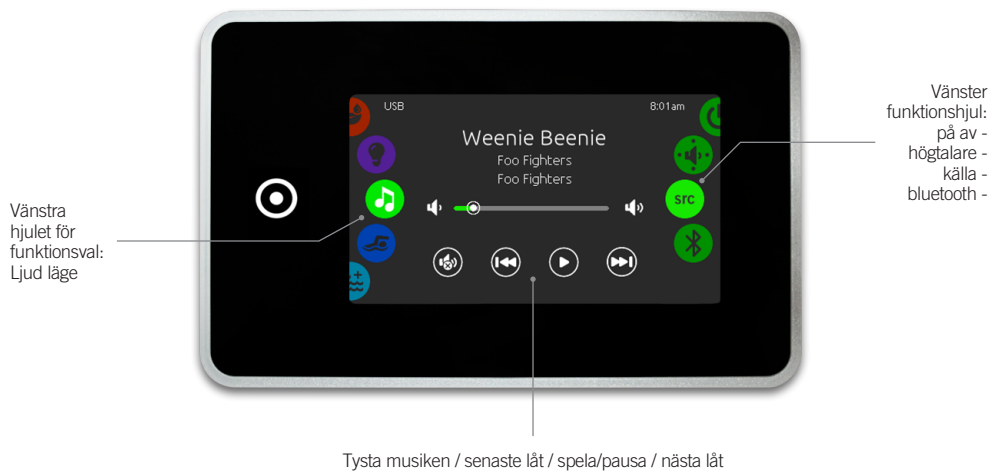 USB
8:01am
Weenie Beenie
Foo Fighters
Foo Fighters
src
Vänstra
hjulet för
funktionsval:
Ljud läge
Vänster
funktionshjul:
på av -
högtalare -
källa -
bluetooth -
Tysta musiken / senaste låt / spela/pausa / nästa låt